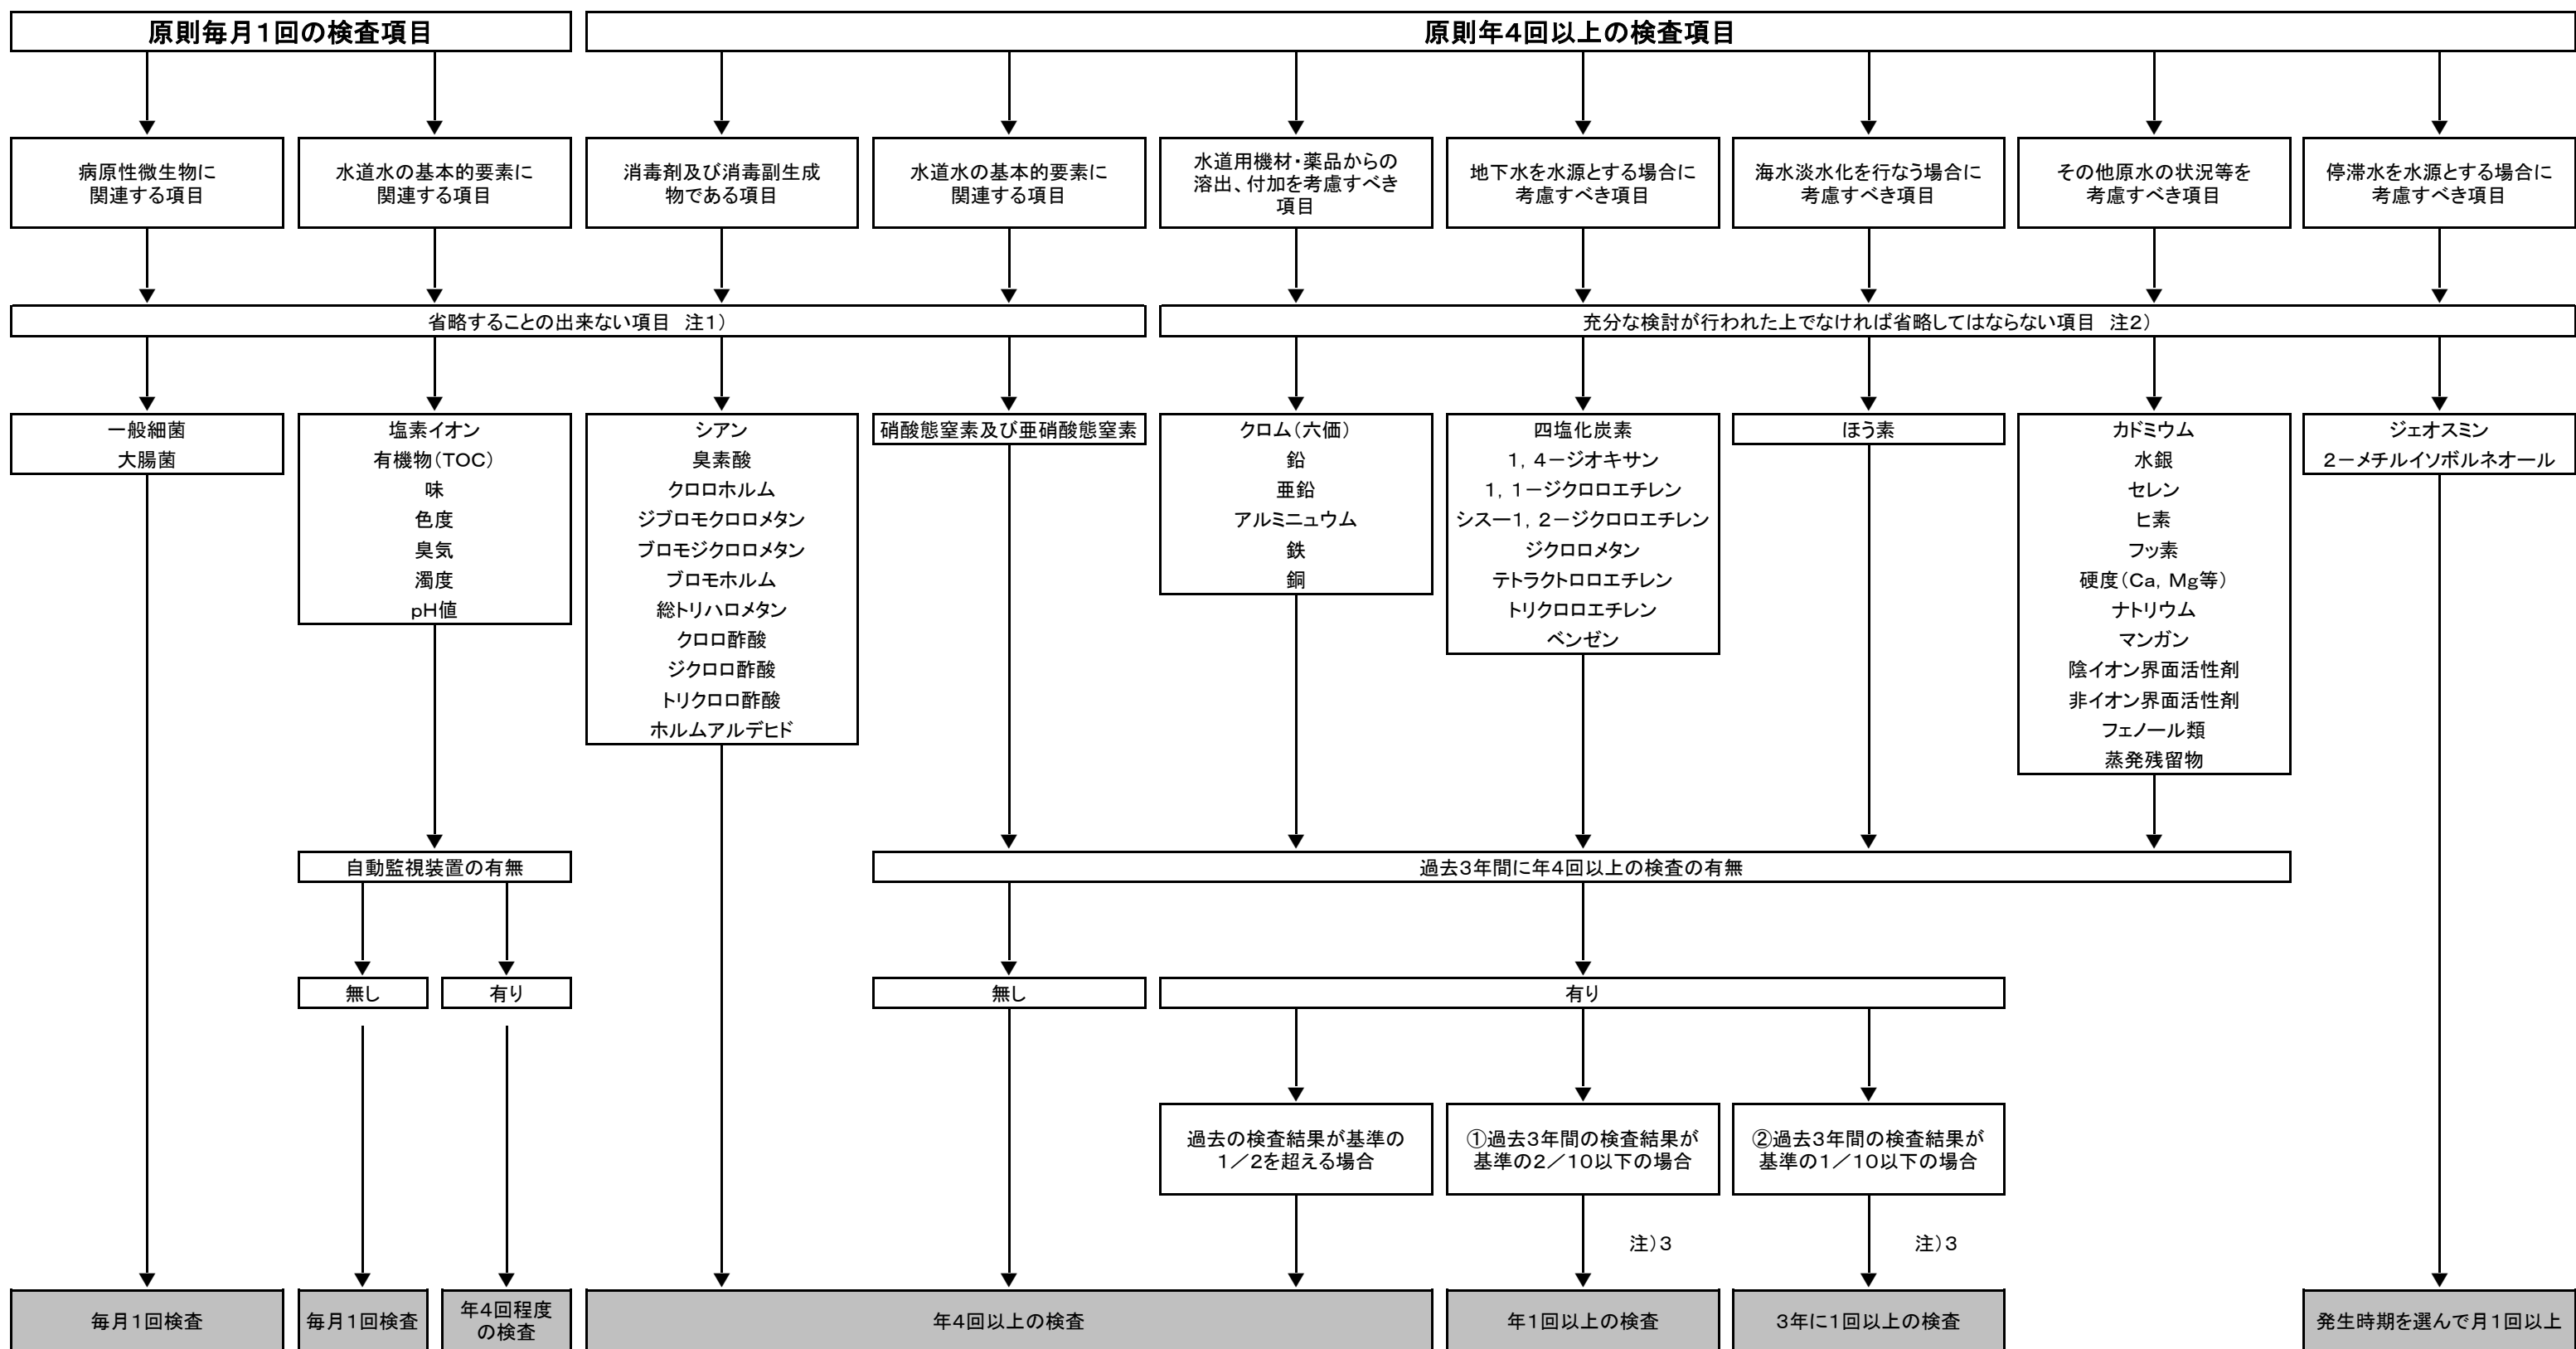 原則毎月1回の検査項目
原則年4回以上の検査項目
病原性微生物に
関連する項目
水道水の基本的要素に
関連する項目
消毒剤及び消毒副生成
物である項目
水道水の基本的要素に
関連する項目
水道用機材・薬品からの
溶出、付加を考慮すべき
項目
地下水を水源とする場合に
考慮すべき項目
海水淡水化を行なう場合に
考慮すべき項目
その他原水の状況等を
考慮すべき項目
停滞水を水源とする場合に
考慮すべき項目
省略することの出来ない項目　注1）
充分な検討が行われた上でなければ省略してはならない項目　注2）
一般細菌
大腸菌
塩素イオン
有機物（TOC）
味
色度
臭気
濁度
pH値
シアン
臭素酸
クロロホルム
ジブロモクロロメタン
ブロモジクロロメタン
ブロモホルム
総トリハロメタン
クロロ酢酸
ジクロロ酢酸
トリクロロ酢酸
ホルムアルデヒド
硝酸態窒素及び亜硝酸態窒素
クロム（六価）
鉛
亜鉛
アルミニュウム
鉄
銅
四塩化炭素
1，4－ジオキサン
1，1－ジクロロエチレン
シス－1，2－ジクロロエチレン
ジクロロメタン
テトラクトロロエチレン
トリクロロエチレン
ベンゼン
ほう素
カドミウム
水銀
セレン
ヒ素
フッ素
硬度（Ca，Mg等）
ナトリウム
マンガン
陰イオン界面活性剤
非イオン界面活性剤
フェノール類
蒸発残留物
ジェオスミン
2－メチルイソボルネオール
自動監視装置の有無
過去3年間に年4回以上の検査の有無
無し
有り
無し
有り
過去の検査結果が基準の
1／2を超える場合
①過去3年間の検査結果が
基準の2／10以下の場合
②過去3年間の検査結果が
基準の1／10以下の場合
注）3
注）3
毎月1回検査
毎月1回検査
年4回程度
の検査
年4回以上の検査
年1回以上の検査
3年に1回以上の検査
発生時期を選んで月1回以上